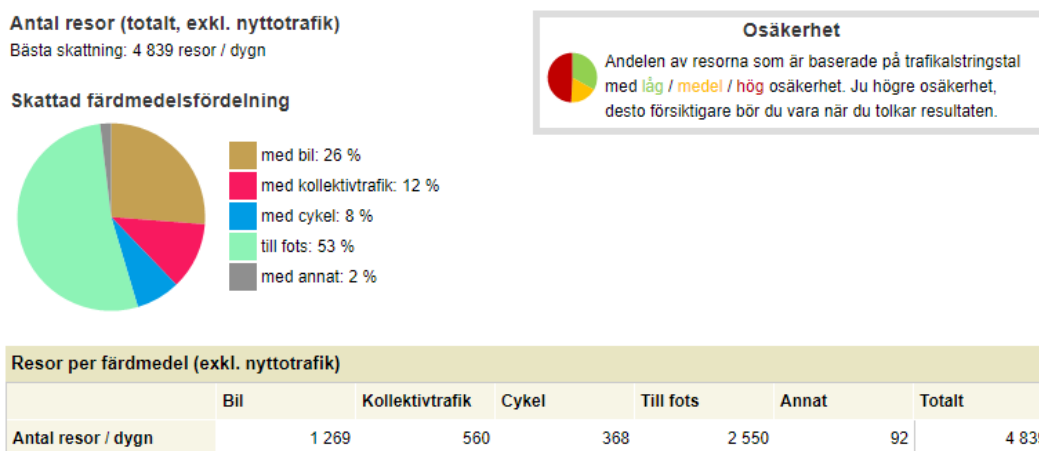 Antal resor (totalt, exkl. nyttotrafik)
Bästa skattning: 4 839 resor / dygn
Osäkerhet
Andelen av resorna som är baserade på trafikalstringstal
med låg / medel / hög osäkerhet. Ju högre osäkerhet,
desto försiktigare bör du vara när du tolkar resultaten.
Skattad färdmedelsfördelning
med bil: 26 %
med kollektivtrafik: 12 %
med cykel: 8 %
till fots: 53 %
med annat: 2 %
Resor per färdmedel (exkl. nyttotrafik)
Bil Kollektivtrafik Cykel Till fots Annat Totalt
Antal resor / dygn 1 269 560 368 2 550 92 4 839